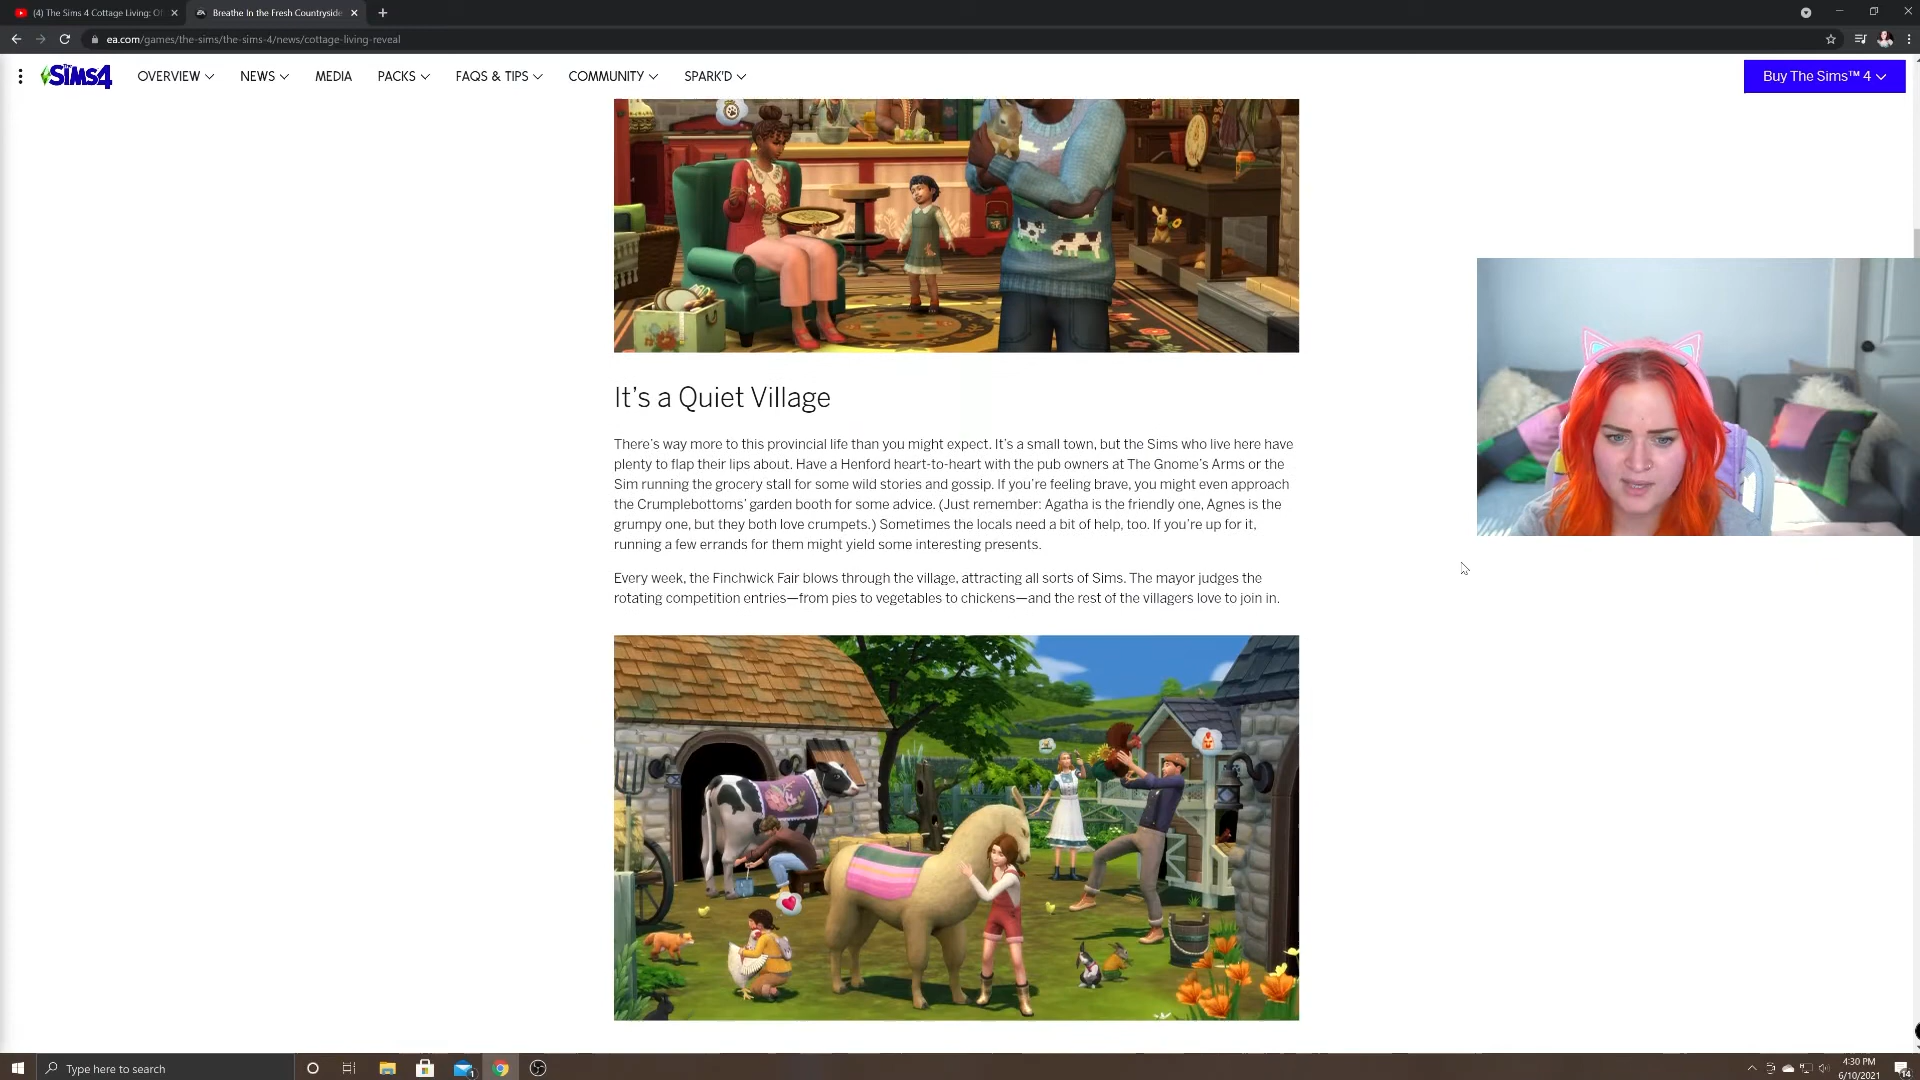 (4) The Sims 4 Cottage Living: Of
Breathe In the Fresh Countryside
ea.com/games/the-sims/the-sims-4/news/cottage-living-reveal
The SIMS 4
OVERVIEW
NEWS
MEDIA
PACKS
FAQS & TIPS
COMMUNITY
SPARK'D
Buy The Sims™ 4
It's a Quiet Village
There's way more to this provincial life than you might expect. It's a small town, but the Sims who live here have
plenty to flap their lips about. Have a Henford heart-to-heart with the pub owners at The Gnome's Arms or the
Sim running the grocery stall for some wild stories and gossip. If you're feeling brave, you might even approach
the Crumplebottoms' garden booth for some advice. (Just remember: Agatha is the friendly one, Agnes is the
grumpy one, but they both love crumpets.) Sometimes the locals need a bit of help, too. If you're up for it,
running a few errands for them might yield some interesting presents.
Every week, the Finchwick Fair blows through the village, attracting all sorts of Sims. The mayor judges the
rotating competition entries—from pies to vegetables to chickens—and the rest of the villagers love to join in.
Type here to search
1
4:30 PM
6/10/2021
14